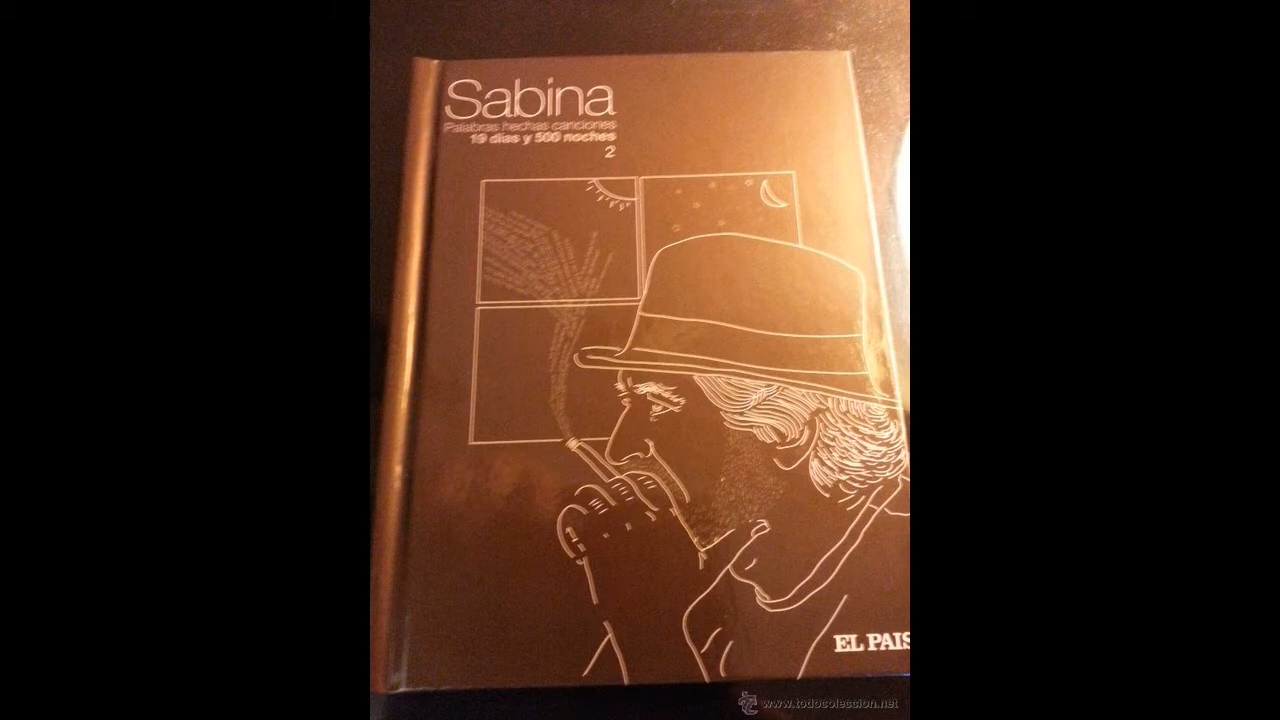 Sabina
Palabras hechas canciones
19 días y 500 noches
2
EL PAIS
www.todocoleccion.net